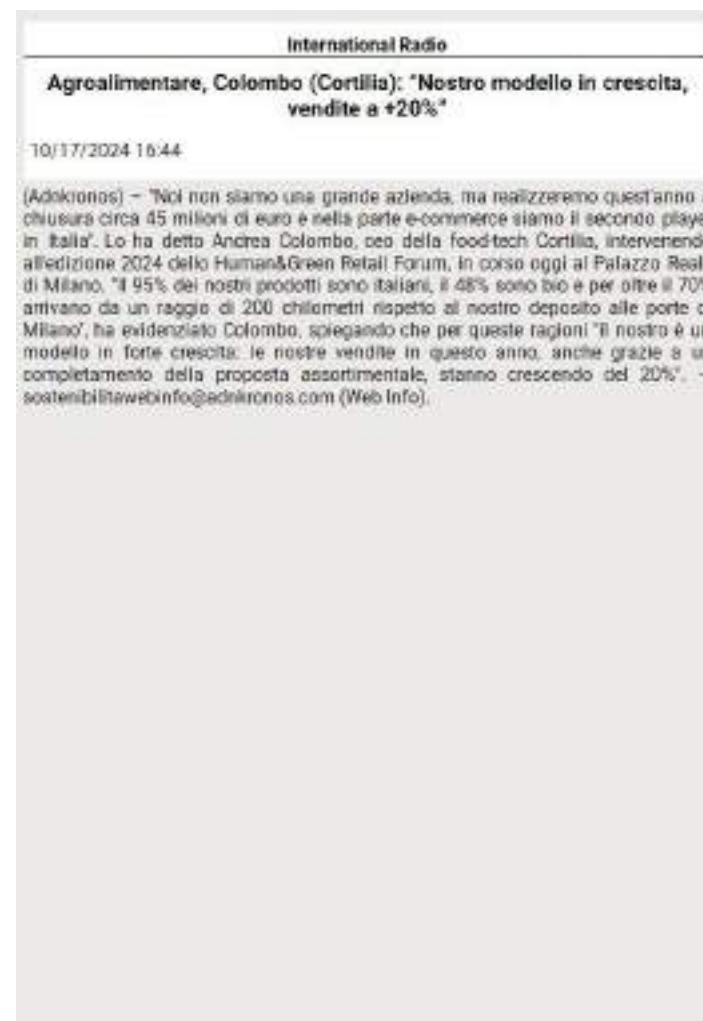 International Radio
Agroalimentare, Colombo (Cortilia): "Nostro modello in crescita,
vendite a +20%"
10/17/2024 16:44
(Adnkronos) – "Noi non siamo una grande azienda, ma realizzeremo quest'anno a
chiusura circa 45 milioni di euro e nella parte e-commerce siamo il secondo playe
in Italia". Lo ha detto Andrea Colombo, ceo della food-tech Cortilia, intervenend
all'edizione 2024 dello Human&Green Retail Forum, in corso oggi al Palazzo Real
di Milano. "Il 95% dei nostri prodotti sono italiani, il 48% sono bio e per oltre il 70%
arrivano da un raggio di 200 chilometri rispetto al nostro deposito alle porte d
Milano", ha evidenziato Colombo, spiegando che per queste ragioni "il nostro è un
modello in forte crescita: le nostre vendite in questo anno, anche grazie a un
completamento della proposta assortimentale, stanno crescendo del 20%". –
sostenibilitawebinfo@adnkronos.com (Web Info).